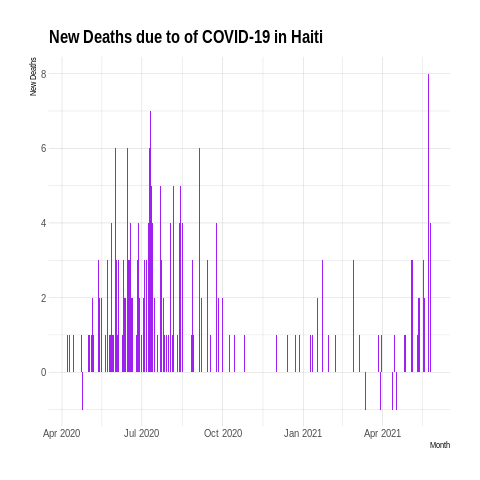 New Deaths due to of COVID-19 in Haiti
New Deaths
8
6
4
2
0
Apr 2020 Jul 2020 Oct 2020 Jan 2021 Apr 2021
Month